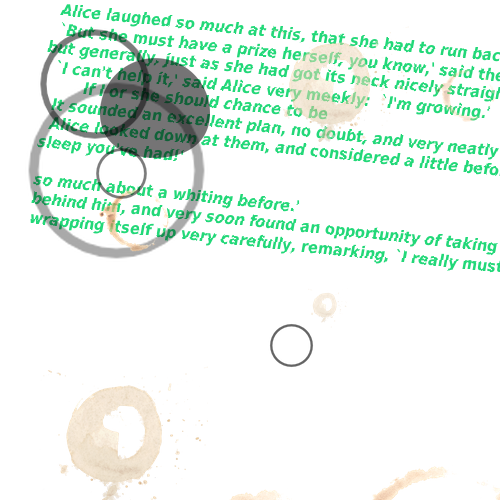 Alice laughed so much at this, that she had to run bac
`But she must have a prize herself, you know,' said the
but generally, just as she had got its neck nicely straigh
`I can't help it,' said Alice very meekly: `I'm growing.'
If I or she should chance to be
It sounded an excellent plan, no doubt, and very neatly
Alice looked down at them, and considered a little befo
sleep you've had!'
so much about a whiting before.'
behind him, and very soon found an opportunity of taking
wrapping itself up very carefully, remarking, `I really must